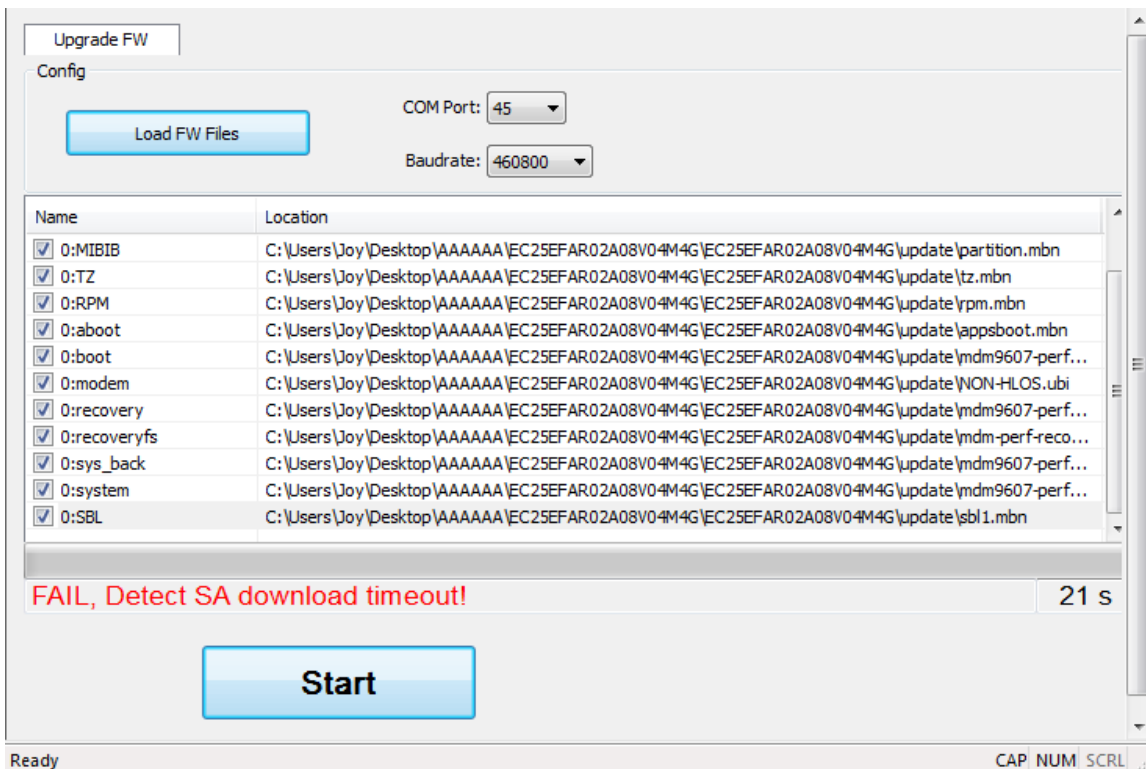 Upgrade FW
Config
COM Port: 45
Load FW Files
Baudrate: 460800
Name Location
0:MIBIB C:\Users\Joy\Desktop\AAAAAA\EC25EFAR02A08V04M4G\EC25EFAR02A08V04M4G\update\partition.mbn
0:TZ C:\Users\Joy\Desktop\AAAAAA\EC25EFAR02A08V04M4G\EC25EFAR02A08V04M4G\update\tz.mbn
0:RPM C:\Users\Joy\Desktop\AAAAAA\EC25EFAR02A08V04M4G\EC25EFAR02A08V04M4G\update\rpm.mbn
0:aboot C:\Users\Joy\Desktop\AAAAAA\EC25EFAR02A08V04M4G\EC25EFAR02A08V04M4G\update\appsboot.mbn
0:boot C:\Users\Joy\Desktop\AAAAAA\EC25EFAR02A08V04M4G\EC25EFAR02A08V04M4G\update\mdm9607-perf...
0:modem C:\Users\Joy\Desktop\AAAAAA\EC25EFAR02A08V04M4G\EC25EFAR02A08V04M4G\update\NON-HLOS.ubi
0:recovery C:\Users\Joy\Desktop\AAAAAA\EC25EFAR02A08V04M4G\EC25EFAR02A08V04M4G\update\mdm9607-perf...
0:recoveryfs C:\Users\Joy\Desktop\AAAAAA\EC25EFAR02A08V04M4G\EC25EFAR02A08V04M4G\update\mdm-perf-reco...
0:sys_back C:\Users\Joy\Desktop\AAAAAA\EC25EFAR02A08V04M4G\EC25EFAR02A08V04M4G\update\mdm9607-perf...
0:system C:\Users\Joy\Desktop\AAAAAA\EC25EFAR02A08V04M4G\EC25EFAR02A08V04M4G\update\mdm9607-perf...
0:SBL C:\Users\Joy\Desktop\AAAAAA\EC25EFAR02A08V04M4G\EC25EFAR02A08V04M4G\update\sbl1.mbn
FAIL, Detect SA download timeout! 21 s
Start
Ready CAP NUM SCRL